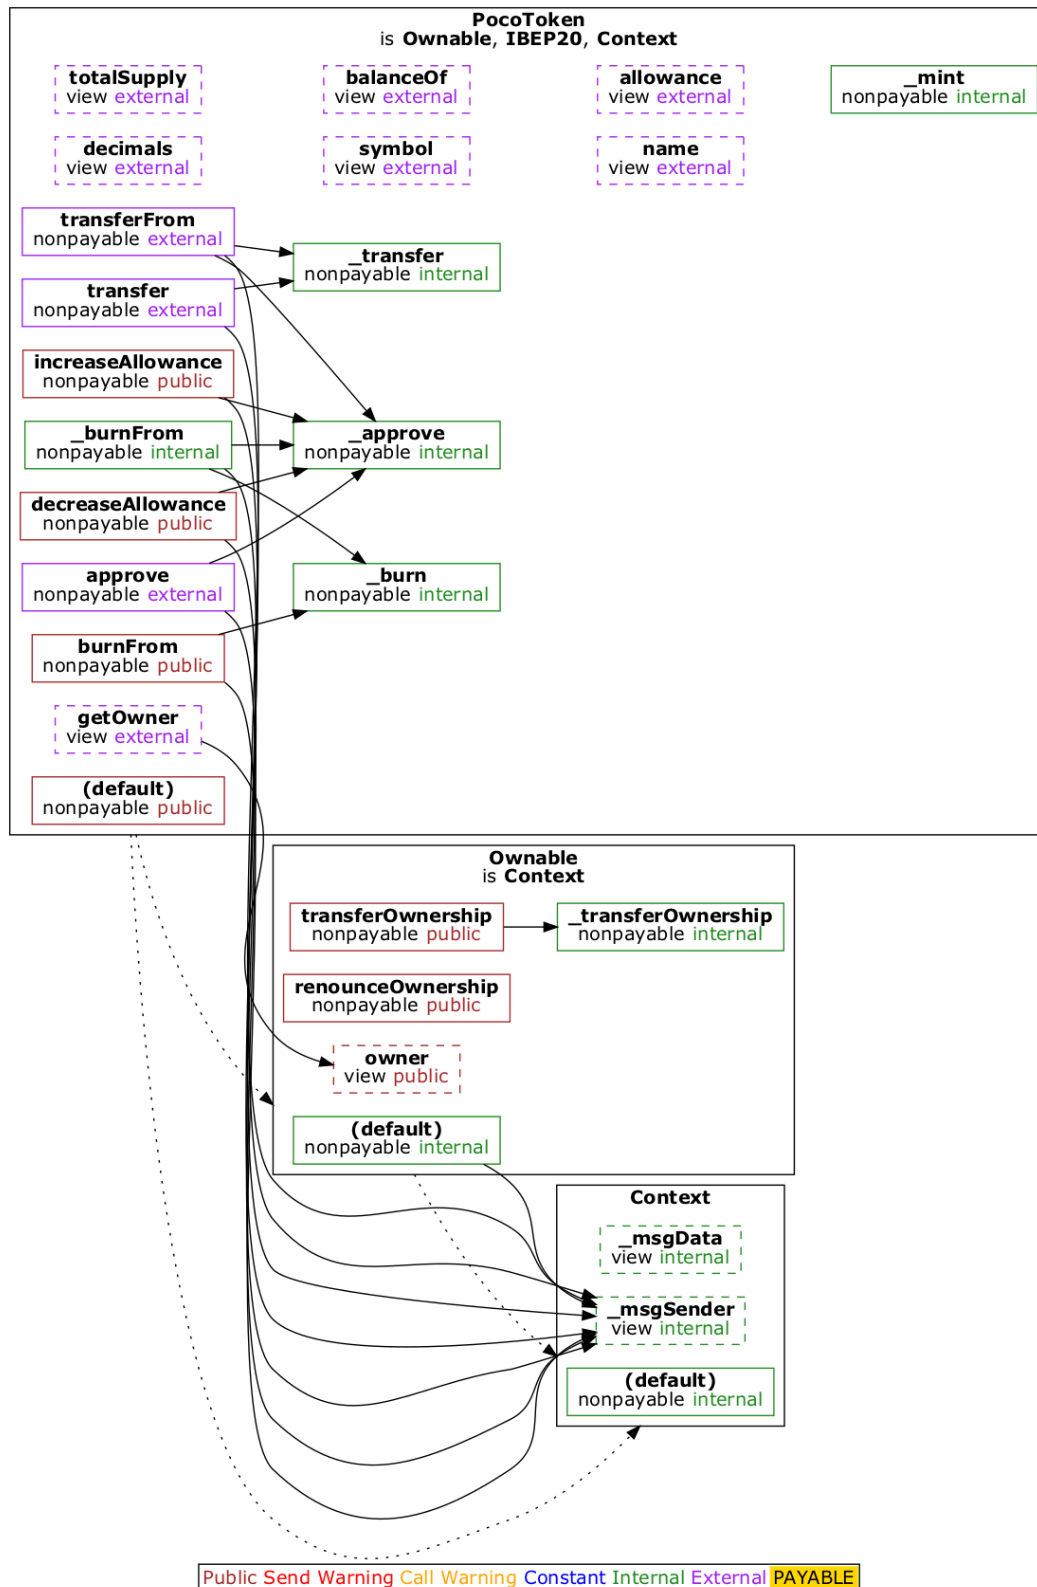 PocoToken
is Ownable, IBEP20, Context
totalSupply
view external
balanceOf
view external
allowance
view external
_mint
nonpayable internal
decimals
view external
symbol
view external
name
view external
transferFrom
nonpayable external
_transfer
nonpayable internal
transfer
nonpayable external
increaseAllowance
nonpayable public
_burnFrom
nonpayable internal
_approve
nonpayable internal
decreaseAllowance
nonpayable public
approve
nonpayable external
_burn
nonpayable internal
burnFrom
nonpayable public
getOwner
view external
(default)
nonpayable public
Ownable
is Context
transferOwnership
nonpayable public
_transferOwnership
nonpayable internal
renounceOwnership
nonpayable public
owner
view public
(default)
nonpayable internal
Context
_msgData
view internal
_msgSender
view internal
(default)
nonpayable internal
Public Send Warning Call Warning Constant Internal External PAYABLE